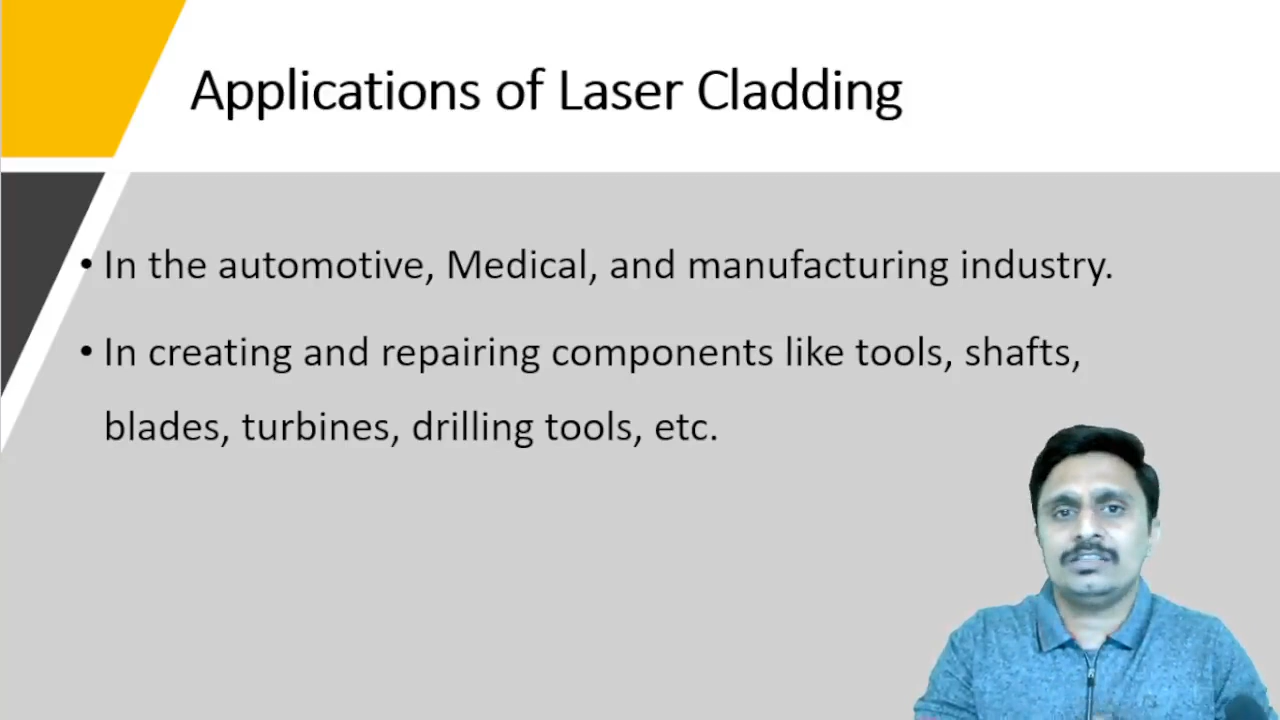 Applications of Laser Cladding
• In the automotive, Medical, and manufacturing industry.
• In creating and repairing components like tools, shafts,
blades, turbines, drilling tools, etc.